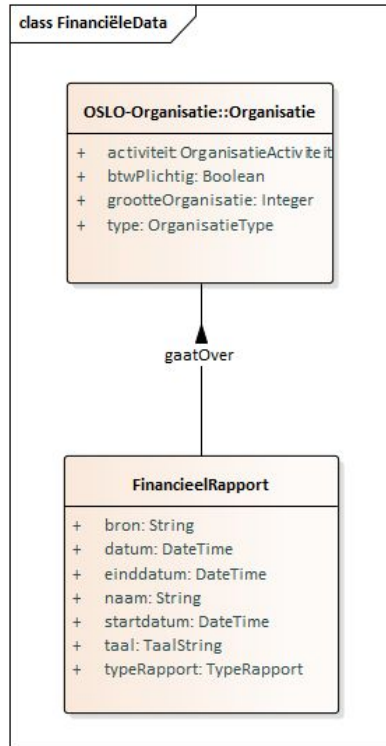 class FinanciëleData
OSLO-Organisatie::Organisatie
+ activiteit: OrganisatieActiviteit
+ btwPlichtig: Boolean
+ grootteOrganisatie: Integer
+ type: OrganisatieType
gaatOver
FinancieelRapport
+ bron: String
+ datum: DateTime
+ einddatum: DateTime
+ naam: String
+ startdatum: DateTime
+ taal: TaalString
+ typeRapport: TypeRapport